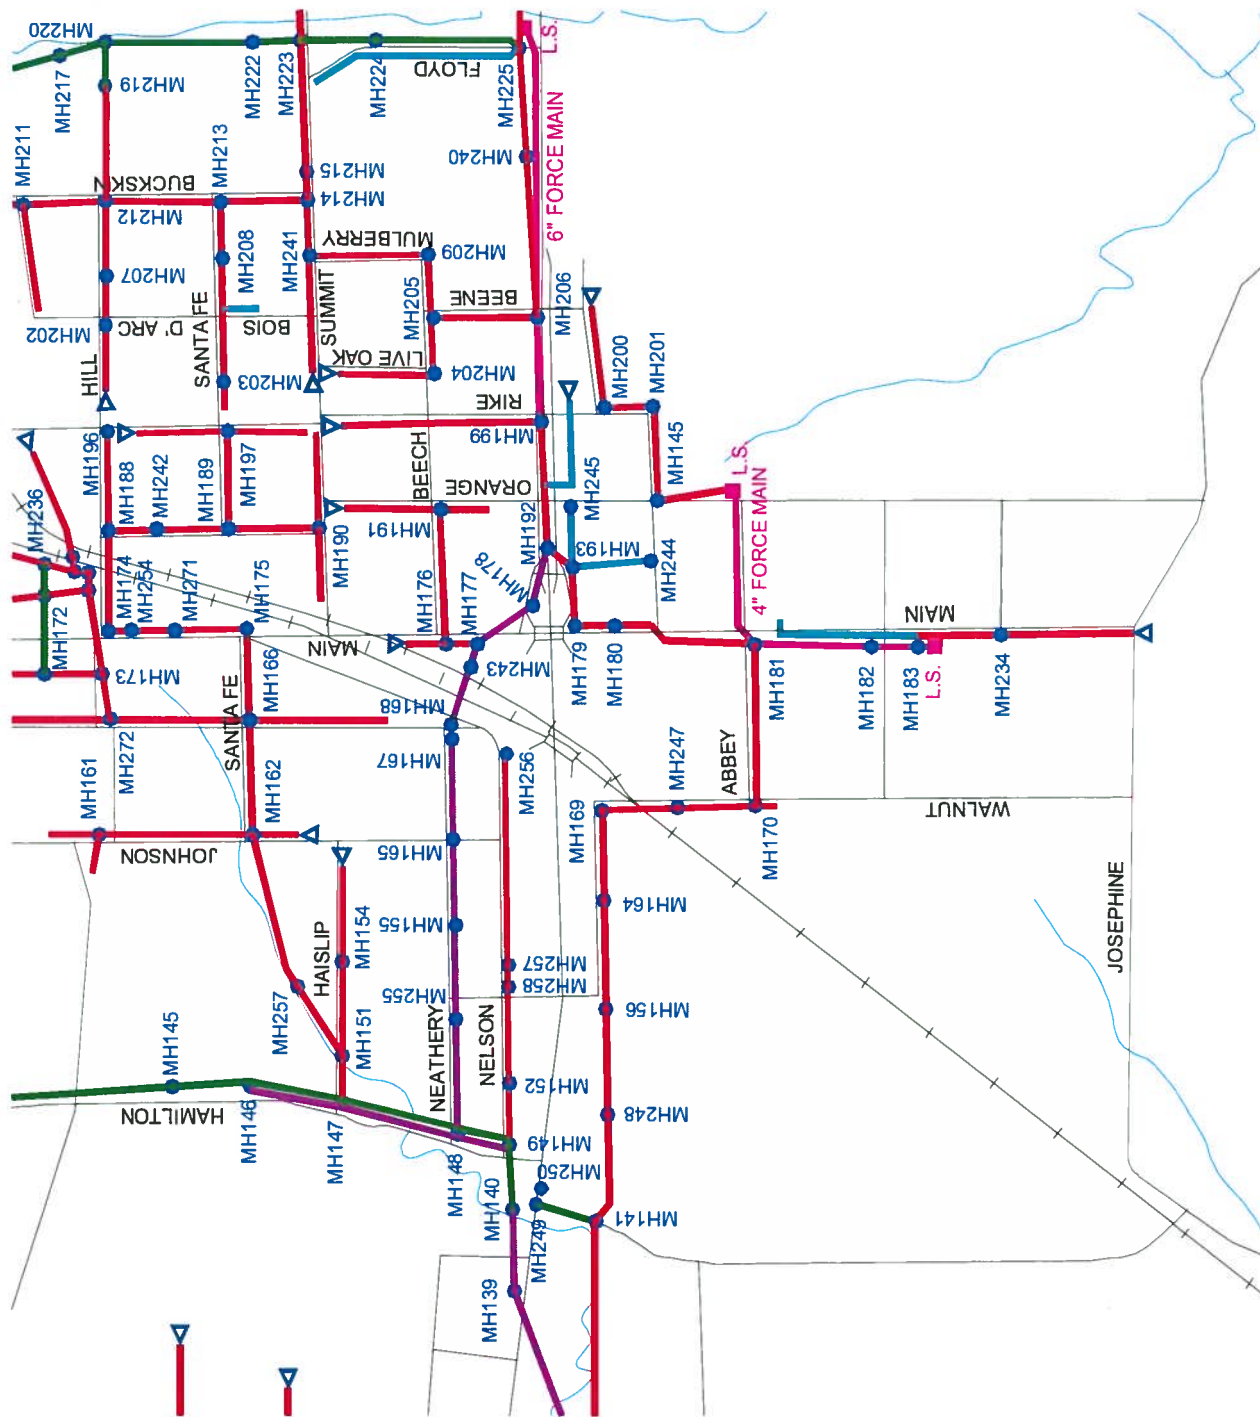 MH220
MH217
MH219
MH222
MH223
MH224
FLOYD
MH225
L.S.
MH211
BUCKSKN
MH213
MH215
MH240
6" FORCE MAIN
MH212
MH214
MH208
MH241
MULBERRY
MH209
MH207
MH202
D' ARC
SANTA FE
BOIS
SUMMIT
MH205
BEENE
MH206
HILL
MH203
LIVE OAK
MH204
MH200
MH201
RIKE
MH199
MH196
MH188
MH242
MH189
MH197
BEECH
ORANGE
MH245
MH145
L.S.
MH236
MH190
MH191
MH192
MH193
MH244
MH174
MH254
MH271
MH175
MH176
MH177
MH178
4" FORCE MAIN
MH172
MH173
MH166
MAIN
MH243
MH179
MH180
MH181
MAIN
MH182
MH183
L.S.
MH234
MH272
SANTA FE
MH168
MH161
MH162
MH167
MH256
MH169
MH247
ABBEY
MH170
WALNUT
JOHNSON
MH165
MH164
HAISLIP
MH154
MH155
MH257
MH258
MH257
MH255
MH156
JOSEPHINE
MH145
MH151
NEATHERY
NELSON
MH152
MH248
HAMILTON
MH146
MH147
MH148
MH149
MH140
MH250
MH249
MH141
MH139